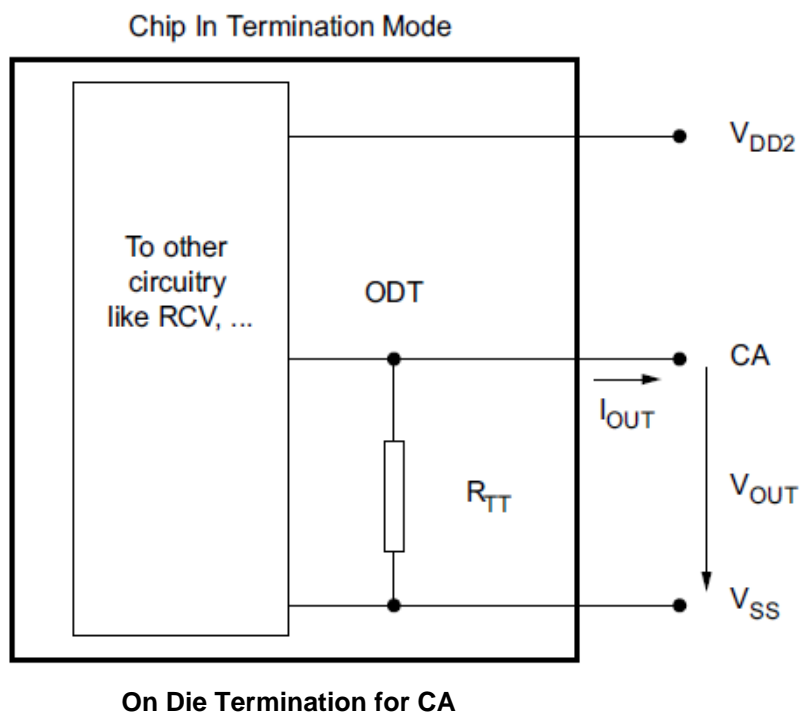 Chip In Termination Mode
V_DD2
To other
circuitry
like RCV, ...
ODT
CA
I_OUT
R_TT
V_OUT
V_SS
On Die Termination for CA